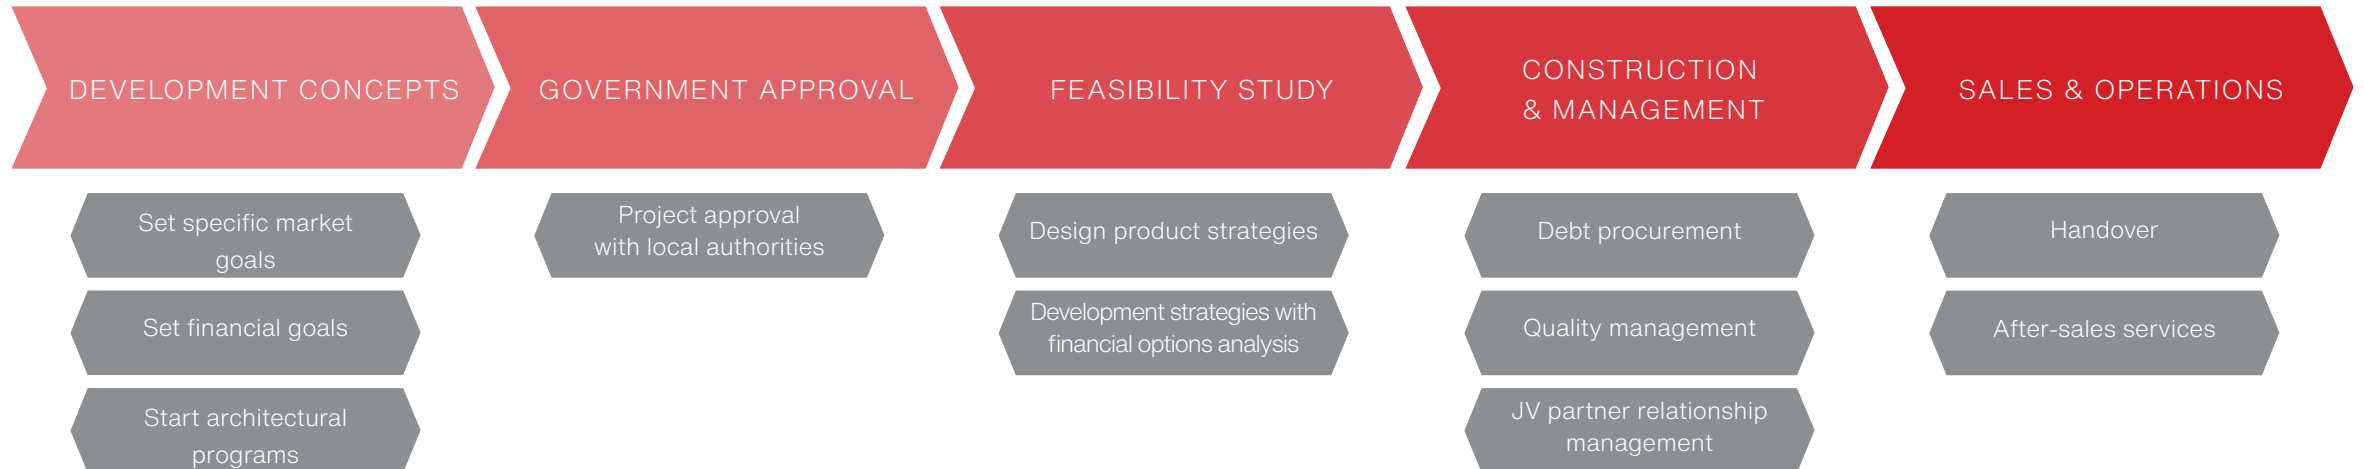 DEVELOPMENT CONCEPTS
GOVERNMENT APPROVAL
FEASIBILITY STUDY
CONSTRUCTION
& MANAGEMENT
SALES & OPERATIONS
Set specific market
goals
Set financial goals
Start architectural
programs
Project approval
with local authorities
Design product strategies
Development strategies with
financial options analysis
Debt procurement
Quality management
JV partner relationship
management
Handover
After-sales services